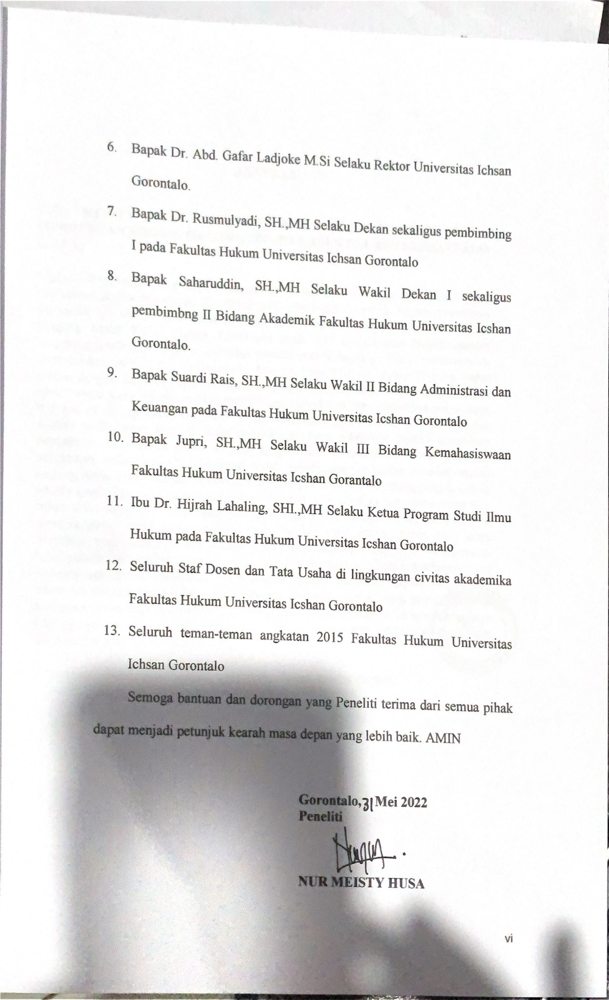 6. Bapak Dr. Abd. Gafar Ladjoke M.Si Selaku Rektor Universitas Ichsan
Gorontalo.
7. Bapak Dr. Rusmulyadi, SH.,MH Selaku Dekan sekaligus pembimbing
I pada Fakultas Hukum Universitas Ichsan Gorontalo
8. Bapak Saharuddin, SH.,MH Selaku Wakil Dekan I sekaligus
pembimbng II Bidang Akademik Fakultas Hukum Universitas Icshan
Gorontalo.
9. Bapak Suardi Rais, SH.,MH Selaku Wakil II Bidang Administrasi dan
Keuangan pada Fakultas Hukum Universitas Icshan Gorontalo
10. Bapak Jupri, SH.,MH Selaku Wakil III Bidang Kemahasiswaan
Fakultas Hukum Universitas Icshan Gorantalo
11. Ibu Dr. Hijrah Lahaling, SHI.,MH Selaku Ketua Program Studi Ilmu
Hukum pada Fakultas Hukum Universitas Icshan Gorontalo
12. Seluruh Staf Dosen dan Tata Usaha di lingkungan civitas akademika
Fakultas Hukum Universitas Icshan Gorontalo
13. Seluruh teman-teman angkatan 2015 Fakultas Hukum Universitas
Ichsan Gorontalo
Semoga bantuan dan dorongan yang Peneliti terima dari semua pihak
dapat menjadi petunjuk kearah masa depan yang lebih baik. AMIN
Gorontalo, 31 Mei 2022
Peneliti
NUR MEISTY HUSA
vi